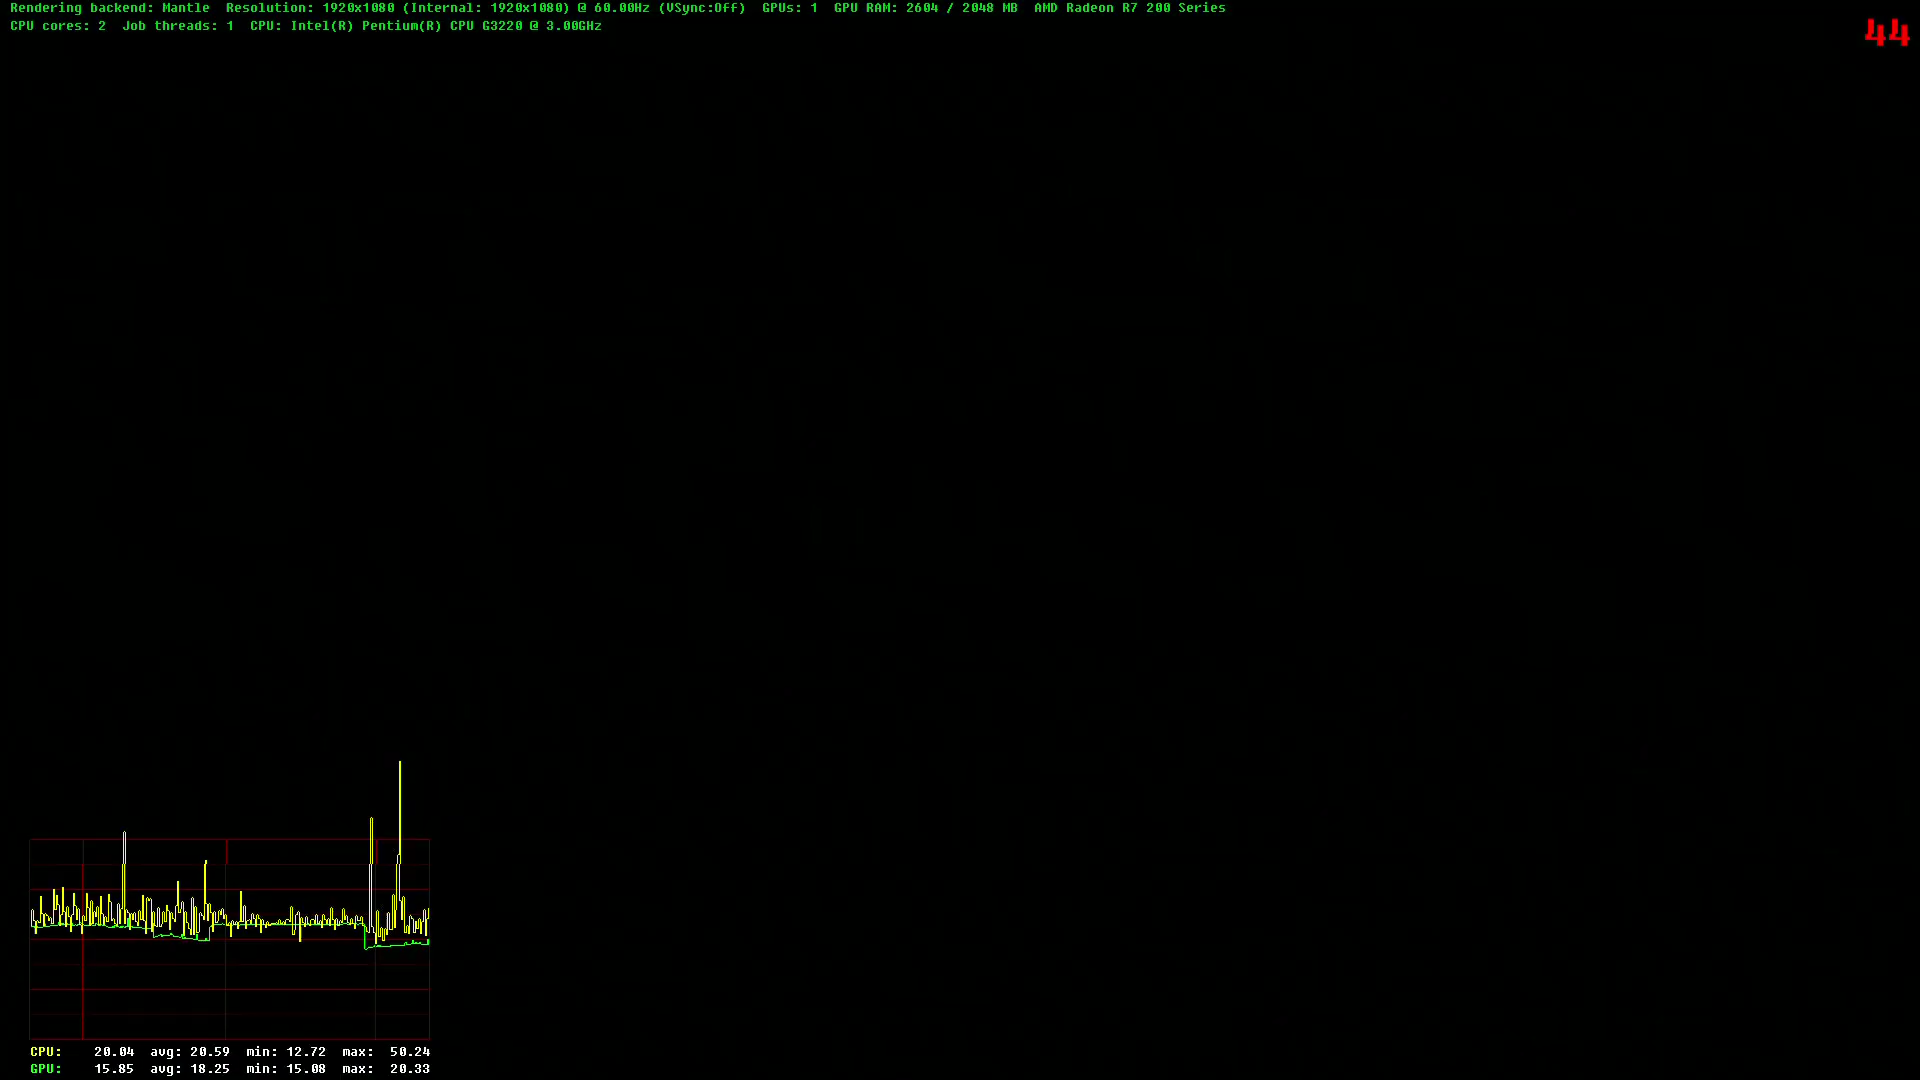 Rendering backend: Mantle  Resolution: 1920x1080 (Internal: 1920x1080) @ 60.00Hz (VSync:Off)  GPUs: 1  GPU RAM: 2604 / 2048 MB  AMD Radeon R7 200 Series
CPU cores: 2  Job threads: 1  CPU: Intel(R) Pentium(R) CPU G3220 @ 3.00GHz
44
CPU:    20.04  avg: 20.59  min: 12.72  max:  50.24
GPU:    15.85  avg: 18.25  min: 15.08  max:  20.33